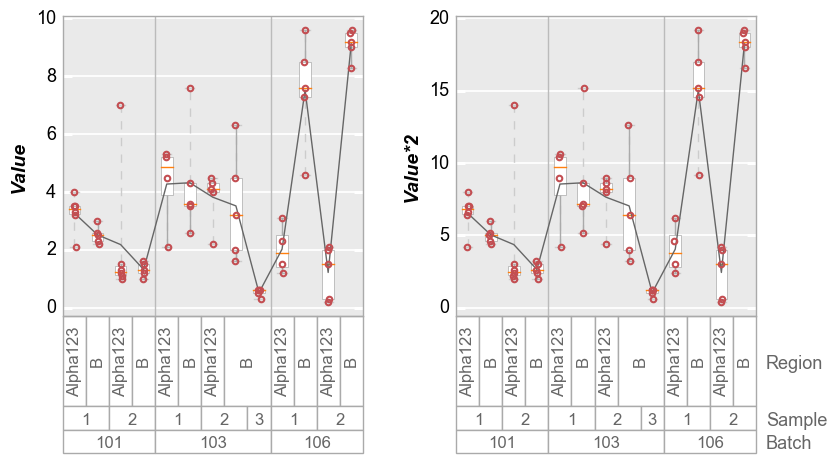 10
8
6
4
2
0
Value
Alpha123 B Alpha123 B Alpha123 B Alpha123 B Alpha123 B Alpha123 B
1 2 1 2 3 1 2
101 103 106
20
15
10
5
0
Value*2
Alpha123 B Alpha123 B Alpha123 B Alpha123 B Alpha123 B Alpha123 B Region
1 2 1 2 3 1 2 Sample
101 103 106 Batch